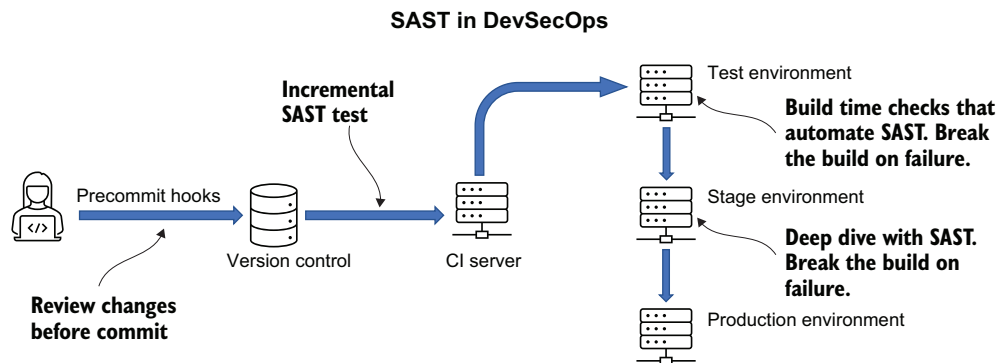 SAST in DevSecOps
Incremental
SAST test
Test environment
Build time checks that
automate SAST. Break
the build on failure.
Precommit hooks
</>
Version control
CI server
Stage environment
Deep dive with SAST.
Break the build on
failure.
Review changes
before commit
Production environment